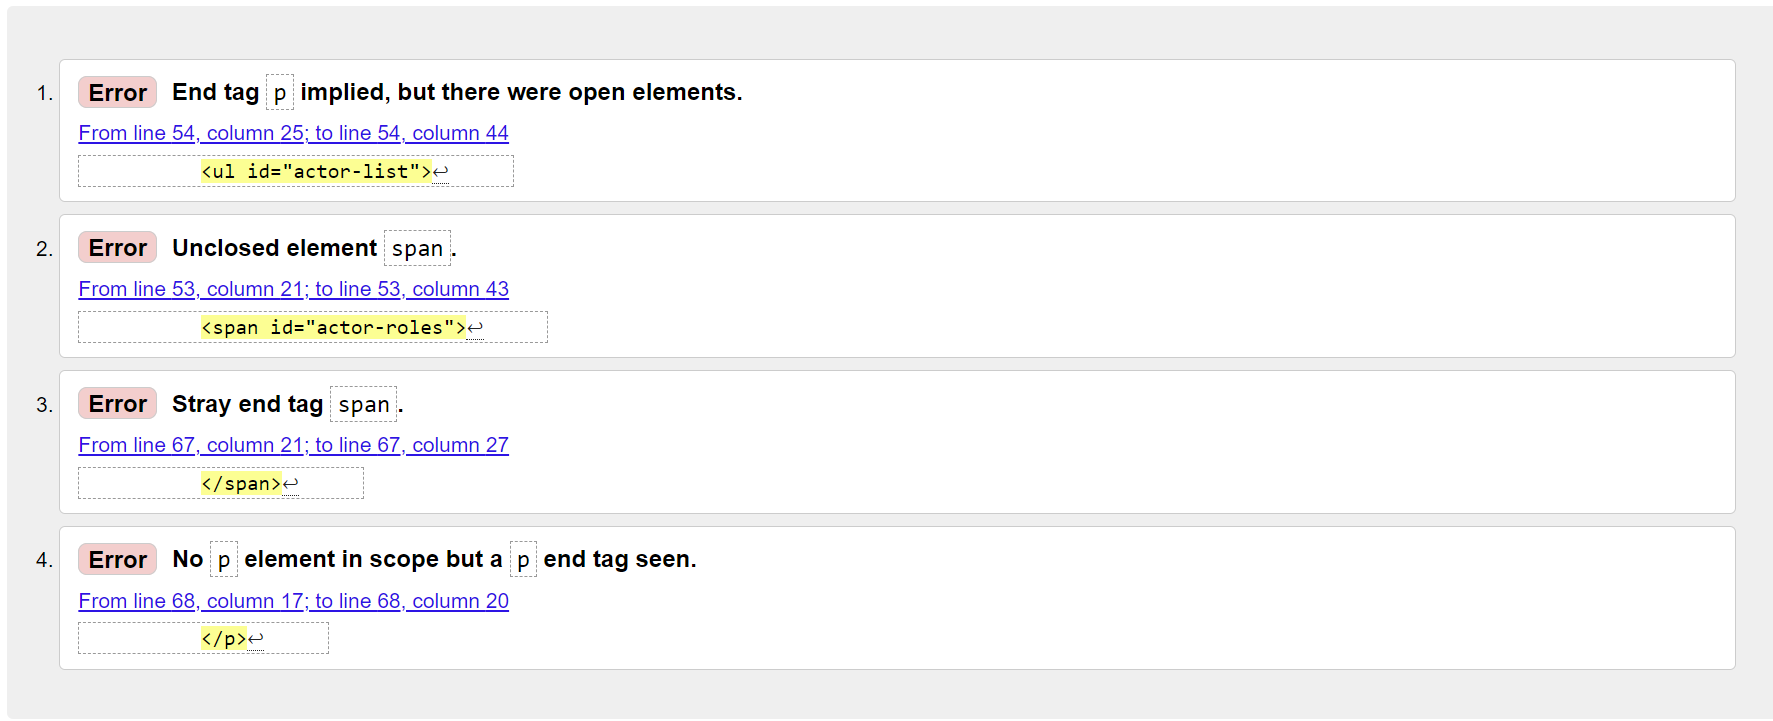 1. Error End tag p implied, but there were open elements.
From line 54, column 25; to line 54, column 44
<ul id="actor-list">↩
2. Error Unclosed element span.
From line 53, column 21; to line 53, column 43
<span id="actor-roles">↩
3. Error Stray end tag span.
From line 67, column 21; to line 67, column 27
</span>↩
4. Error No p element in scope but a p end tag seen.
From line 68, column 17; to line 68, column 20
</p>↩